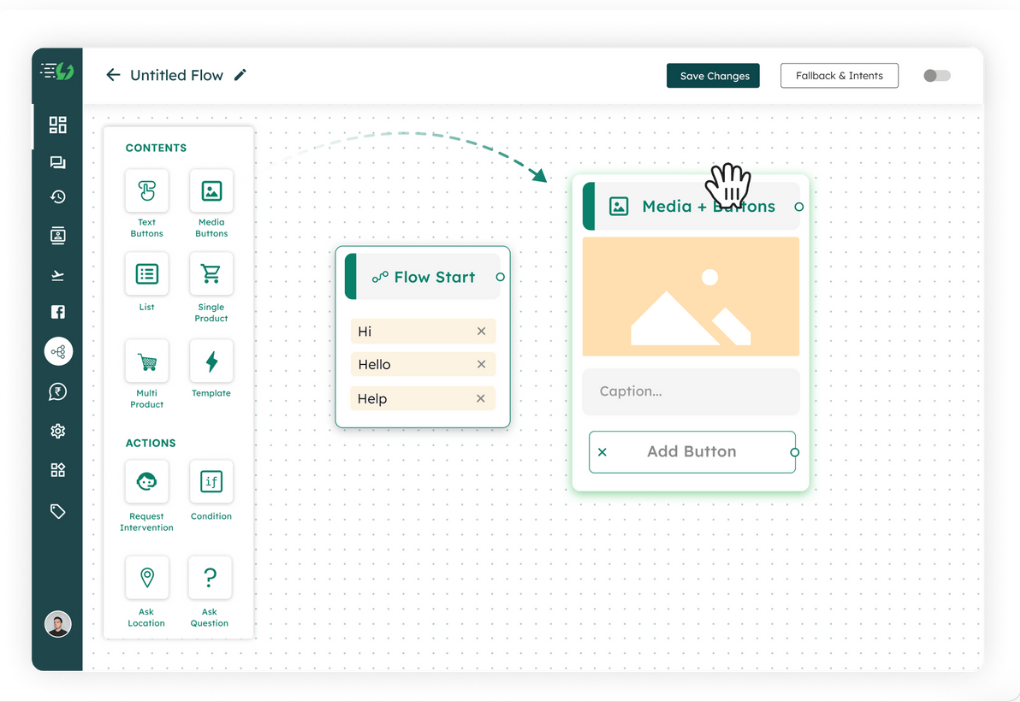 Untitled Flow
Save Changes
Fallback & Intents
CONTENTS
Text
Buttons
Media
Buttons
List
Single
Product
Multi
Product
Template
ACTIONS
Request
Intervention
if
Condition
?
Ask
Location
Ask
Question
Flow Start
Hi
Hello
Help
Media + Buttons
Caption...
Add Button